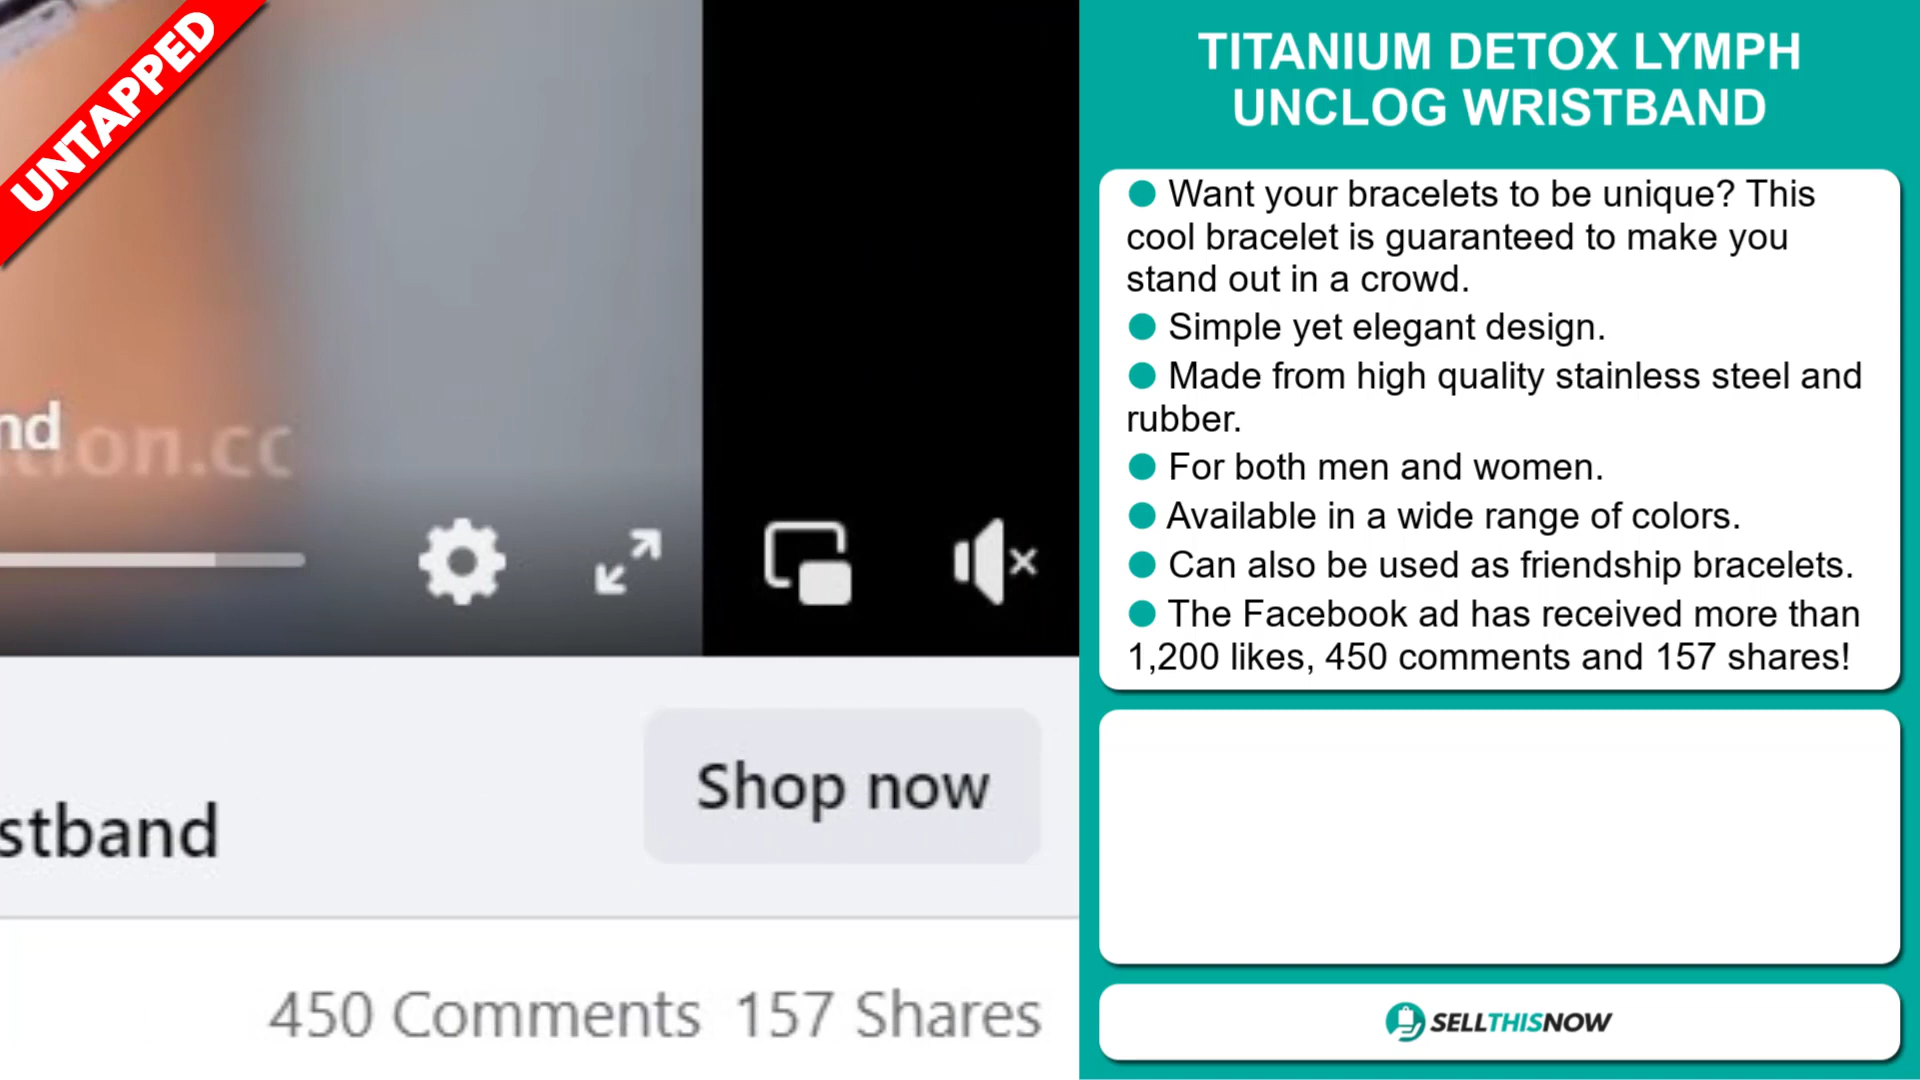 UNTAPPED
nd
on.cc
Shop now
stband
450 Comments 157 Shares
TITANIUM DETOX LYMPH
UNCLOG WRISTBAND
● Want your bracelets to be unique? This
cool bracelet is guaranteed to make you
stand out in a crowd.
● Simple yet elegant design.
● Made from high quality stainless steel and
rubber.
● For both men and women.
● Available in a wide range of colors.
● Can also be used as friendship bracelets.
● The Facebook ad has received more than
1,200 likes, 450 comments and 157 shares!
SELLTHISNOW